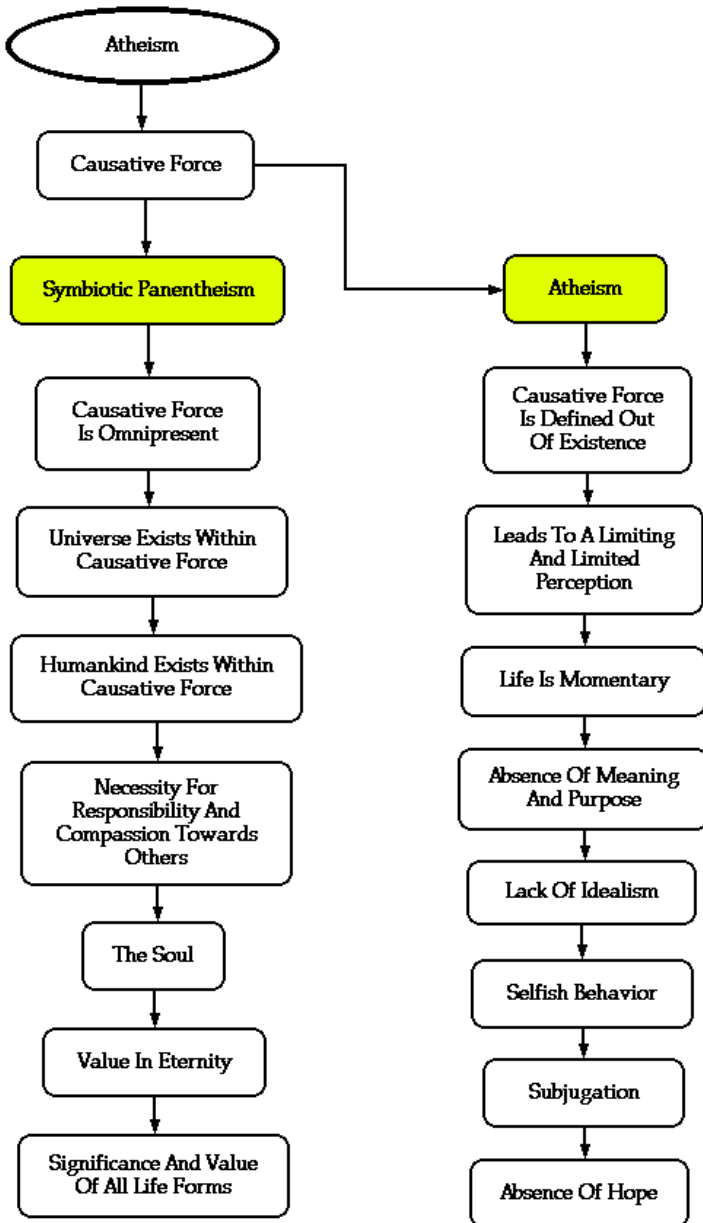 Atheism
Causative Force
Symbiotic Panentheism
Causative Force
Is Omnipresent
Universe Exists Within
Causative Force
Humankind Exists Within
Causative Force
Necessity For
Responsibility And
Compassion Towards
Others
The Soul
Value In Eternity
Significance And Value
Of All Life Forms
Atheism
Causative Force
Is Defined Out
Of Existence
Leads To A Limiting
And Limited
Perception
Life Is Momentary
Absence Of Meaning
And Purpose
Lack Of Idealism
Selfish Behavior
Subjugation
Absence Of Hope